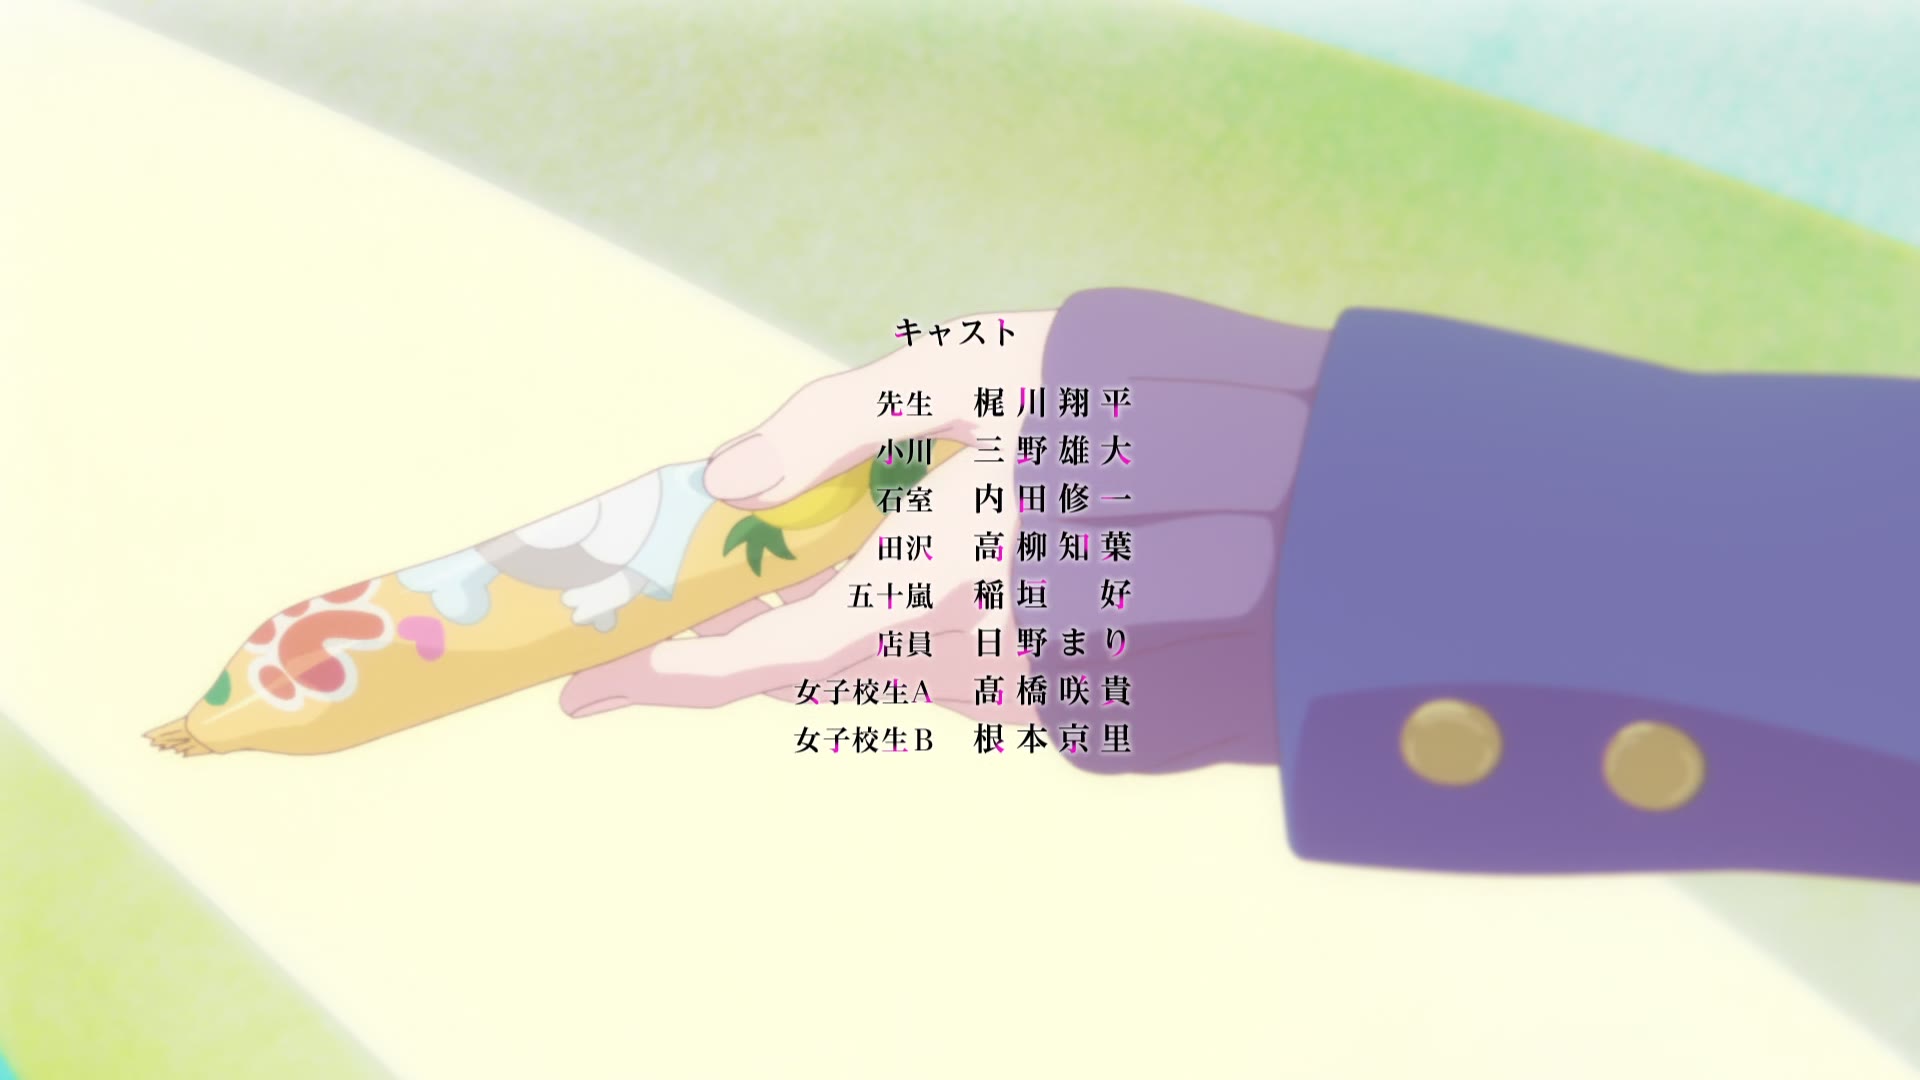 キャスト
先生　梶川翔平
小川　三野雄大
石室　内田修一
田沢　高柳知葉
五十嵐　稲垣　好
店員　日野まり
女子校生A　髙橋咲貴
女子校生B　根本京里